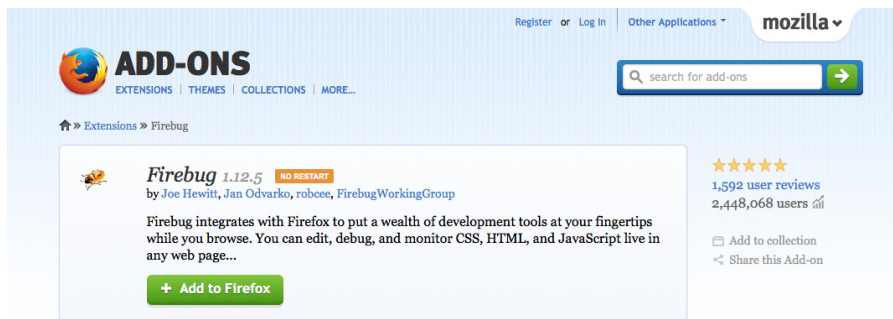 Register or Log in Other Applications mozilla
ADD-ONS
EXTENSIONS | THEMES | COLLECTIONS | MORE...
search for add-ons
» Extensions » Firebug
Firebug 1.12.5 NO RESTART
by Joe Hewitt, Jan Odvarko, robcee, FirebugWorkingGroup
Firebug integrates with Firefox to put a wealth of development tools at your fingertips
while you browse. You can edit, debug, and monitor CSS, HTML, and JavaScript live in
any web page...
+ Add to Firefox
1,592 user reviews
2,448,068 users
Add to collection
Share this Add-on